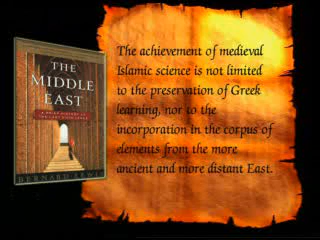 THE
MIDDLE
EAST
BERNARD LEWIS
The achievement of medieval
Islamic science is not limited
to the preservation of Greek
learning, nor to the
incorporation in the corpus of
elements from the more
ancient and more distant East.